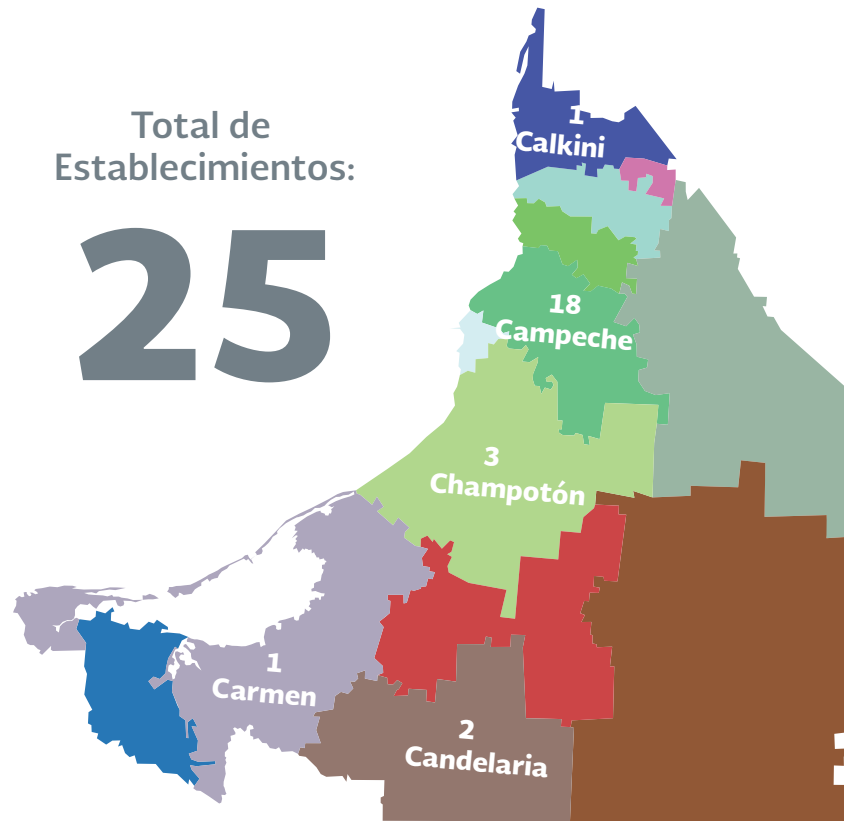 Total de
Establecimientos:
25
1
Calkini
18
Campeche
3
Champotón
1
Carmen
2
Candelaria